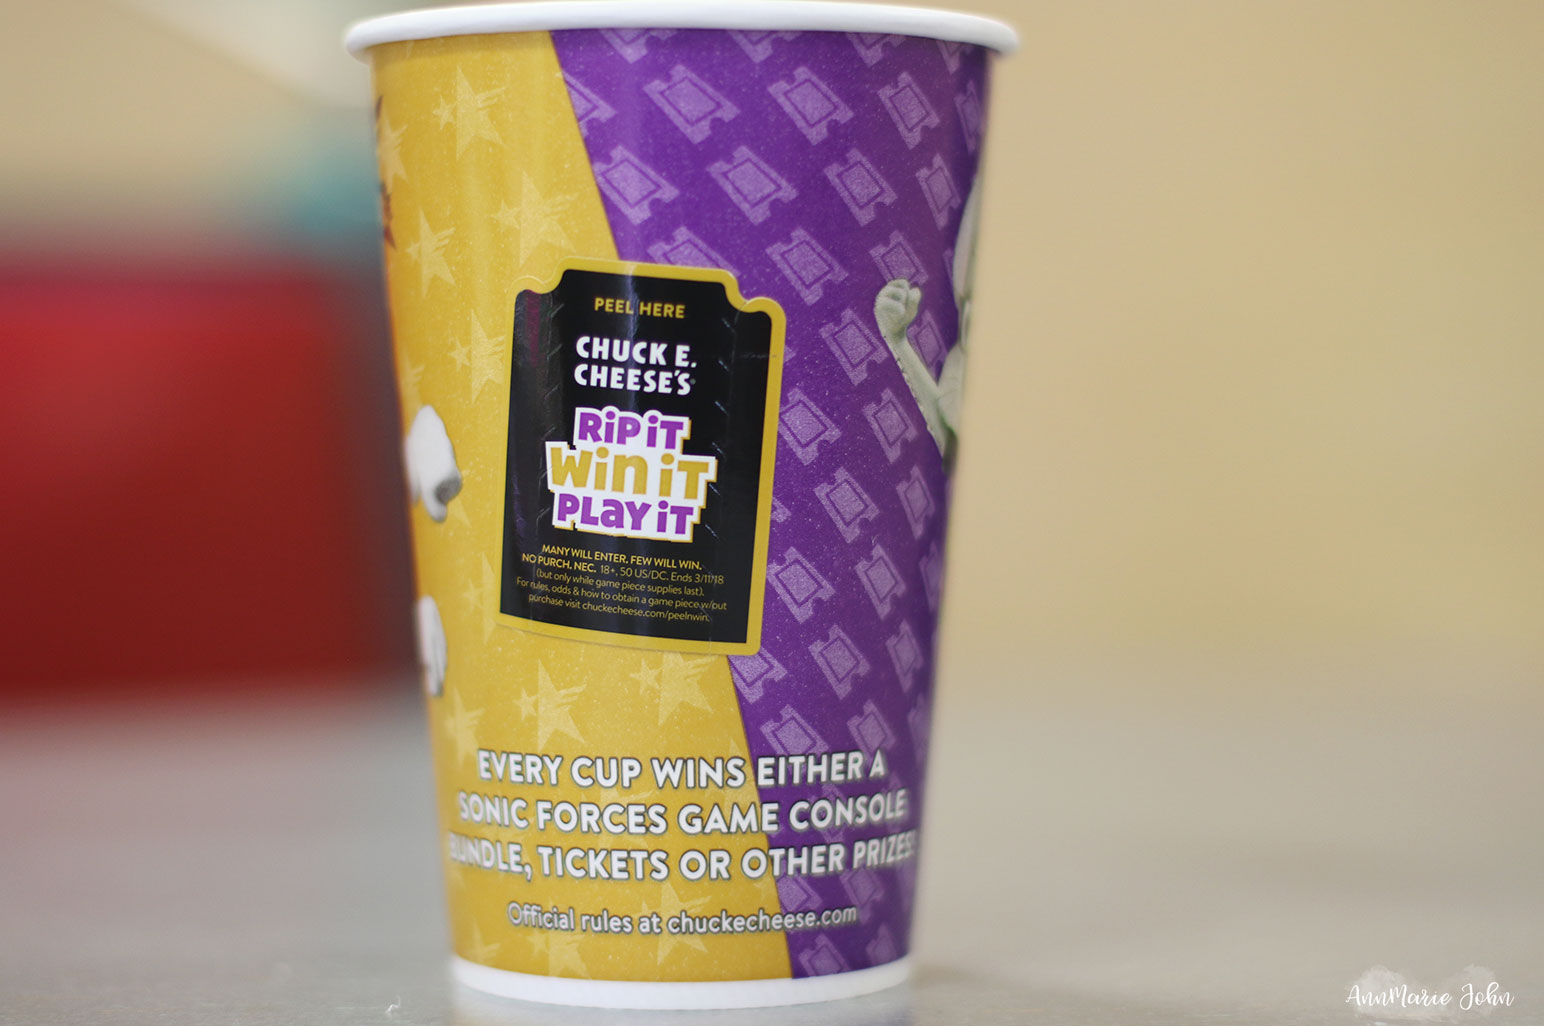 PEEL HERE
CHUCK E.
CHEESE'S
RiP iT
WiN iT
PLAY iT
MANY WILL ENTER. FEW WILL WIN.
NO PURCH. NEC. 18+, 50 US/DC. Ends 3/11/18
(but only while game piece supplies last).
For rules, odds & how to obtain a game piece w/out
purchase visit chuckecheese.com/peelnwin.
EVERY CUP WINS EITHER A
SONIC FORCES GAME CONSOLE
BUNDLE, TICKETS OR OTHER PRIZES!
Official rules at chuckecheese.com
AnnMarie John